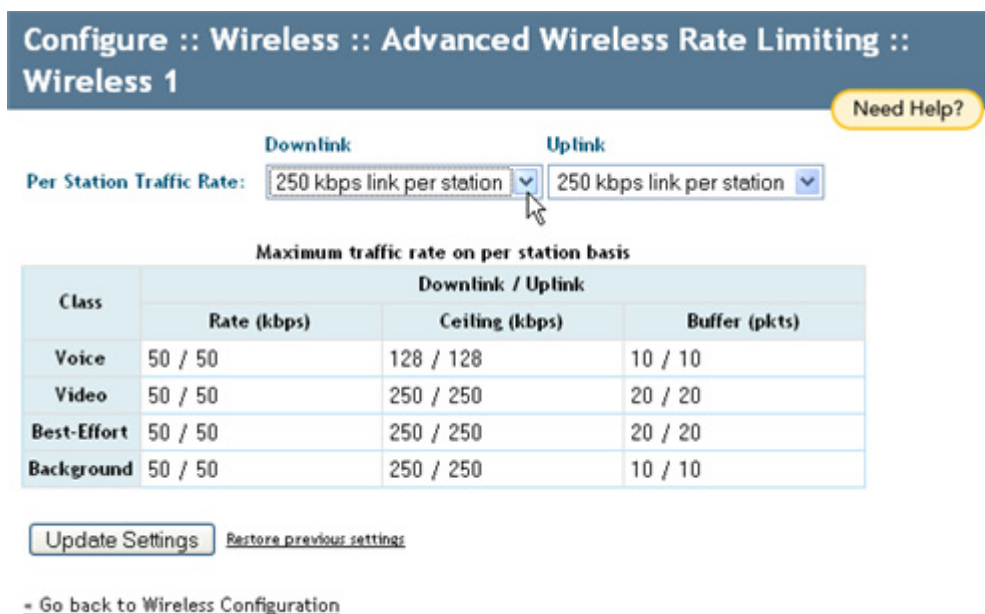 Configure :: Wireless :: Advanced Wireless Rate Limiting ::
Wireless 1
Need Help?
Downlink Uplink
Per Station Traffic Rate: 250 kbps link per station 250 kbps link per station
Maximum traffic rate on per station basis
Class Downlink / Uplink
Rate (kbps) Ceiling (kbps) Buffer (pkts)
Voice 50 / 50 128 / 128 10 / 10
Video 50 / 50 250 / 250 20 / 20
Best-Effort 50 / 50 250 / 250 20 / 20
Background 50 / 50 250 / 250 10 / 10
Update Settings Restore previous settings
« Go back to Wireless Configuration